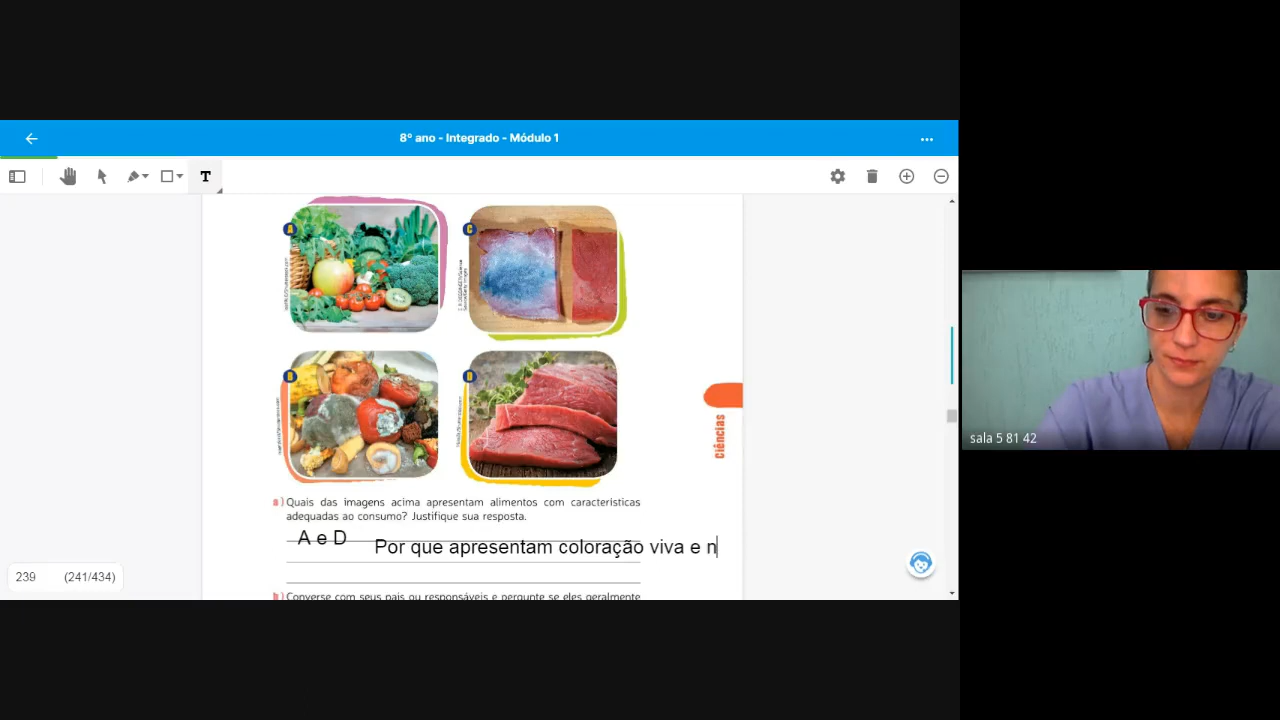 8º ano - Integrado - Módulo 1
T
A
C
B
D
Ciências
a) Quais das imagens acima apresentam alimentos com características
adequadas ao consumo? Justifique sua resposta.
A e D
Por que apresentam coloração viva e n
b) Converse com seus pais ou responsáveis e pergunte se eles geralmente
239 (241/434)
sala 5 81 42